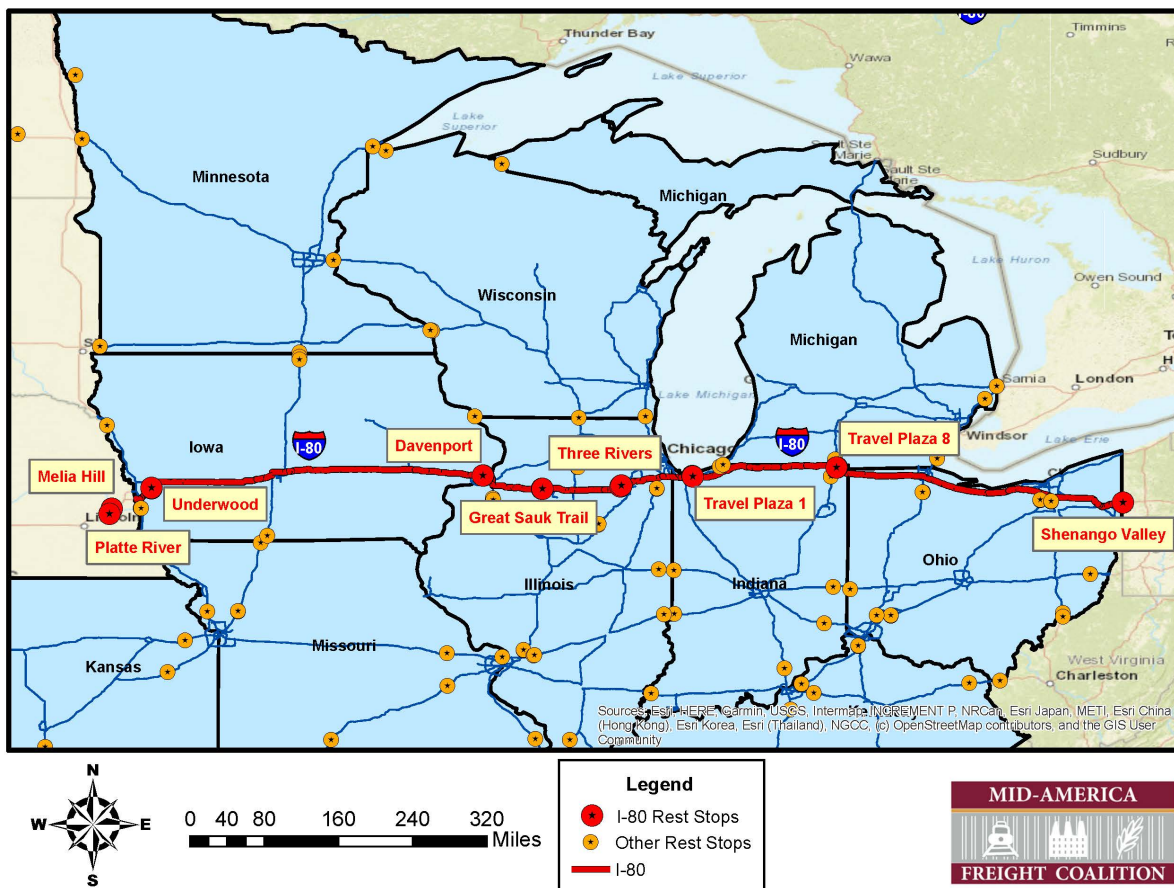 Thunder Bay
Timmins
Wawa
Lake Superior
Lake
Superior
Sault Ste
Marie
Sault Ste
Marie
Sudbury
Minnesota
Michigan
Lake Huron
Owen Sound
Wisconsin
Michigan
Sarnia
London
Lake Michigan
Windsor
Lake Erie
Iowa
I-80
Davenport
Three Rivers
Chicago
I-80
Travel Plaza 8
Melia Hill
Underwood
Lincoln
Platte River
Great Sauk Trail
Travel Plaza 1
Shenango Valley
Illinois
Indiana
Ohio
Missouri
Kansas
West Virginia
Charleston
Sources: Esri, HERE, Garmin, USGS, Intermap, INCREMENT P, NRCan, Esri Japan, METI, Esri China
(Hong Kong), Esri Korea, Esri (Thailand), NGCC, (c) OpenStreetMap contributors, and the GIS User
Community
N
W
E
S
0 40 80 160 240 320
Miles
Legend
I-80 Rest Stops
Other Rest Stops
I-80
MID-AMERICA
FREIGHT COALITION